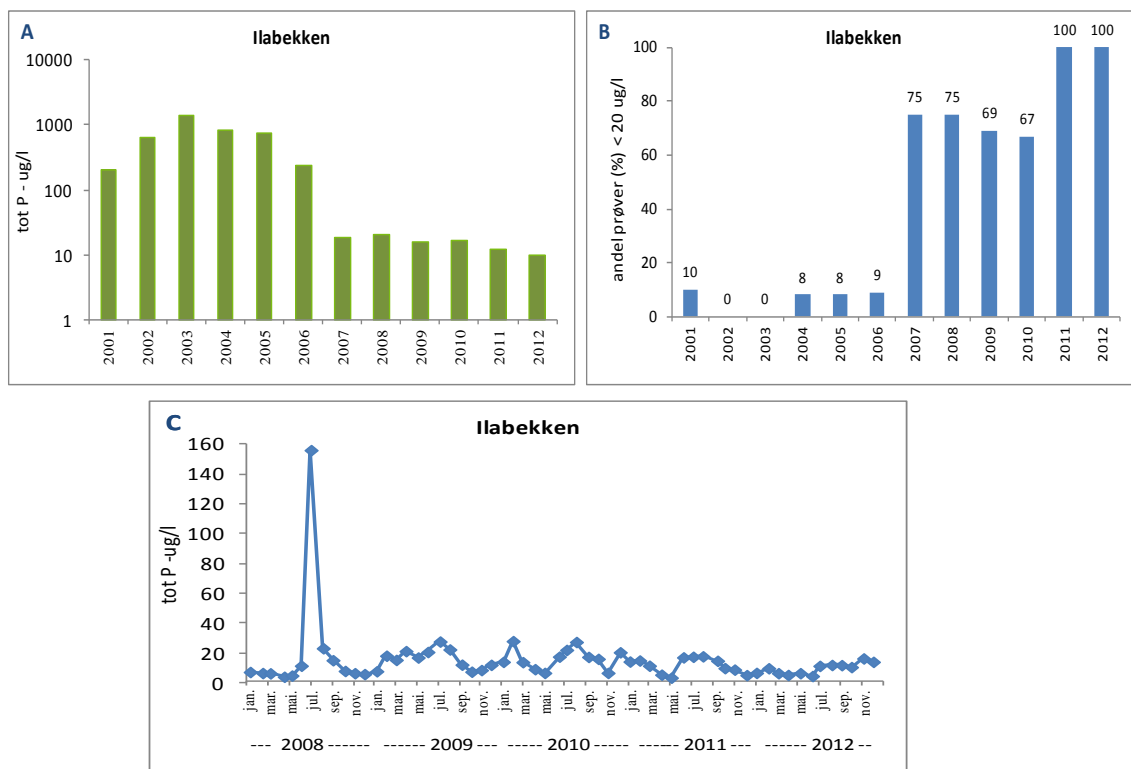 A
Ilabekken
tot P - ug/l
10000
1000
100
10
1
2001 2002 2003 2004 2005 2006 2007 2008 2009 2010 2011 2012
B
Ilabekken
andel prøver (%) < 20 ug/l
100
80
60
40
20
0
10 0 0 8 8 9 75 75 69 67 100 100
2001 2002 2003 2004 2005 2006 2007 2008 2009 2010 2011 2012
C
Ilabekken
tot P -ug/l
160
140
120
100
80
60
40
20
0
jan. mar. mai. jul. sep. nov. jan. mar. mai. jul. sep. nov. jan. mar. mai. jul. sep. nov. jan. mar. mai. jul. sep. nov. jan. mar. mai. jul. sep. nov.
---- 2008 ------- ------ 2009 ------ ------ 2010 ------ ------ 2011 ------ ------- 2012 --